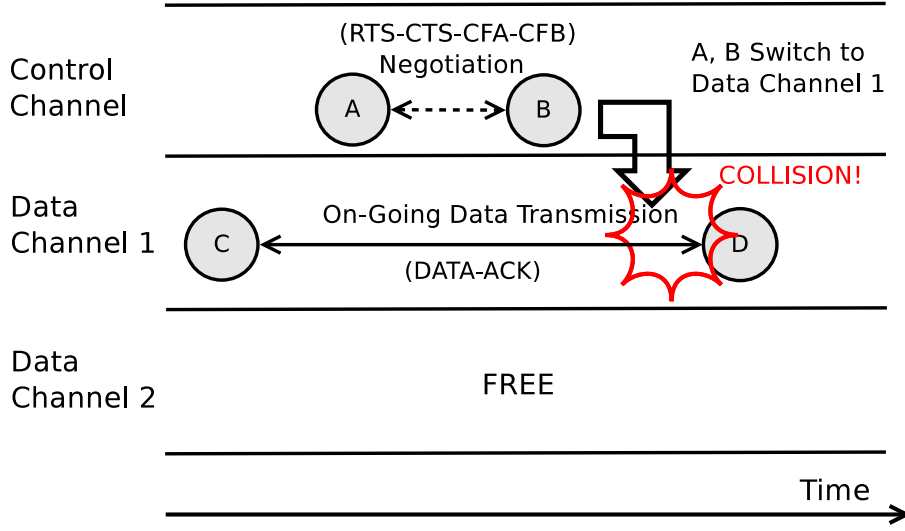 Control
Channel
(RTS-CTS-CFA-CFB)
Negotiation
A
B
A, B Switch to
Data Channel 1
COLLISION!
Data
Channel 1
On-Going Data Transmission
C
D
(DATA-ACK)
Data
Channel 2
FREE
Time